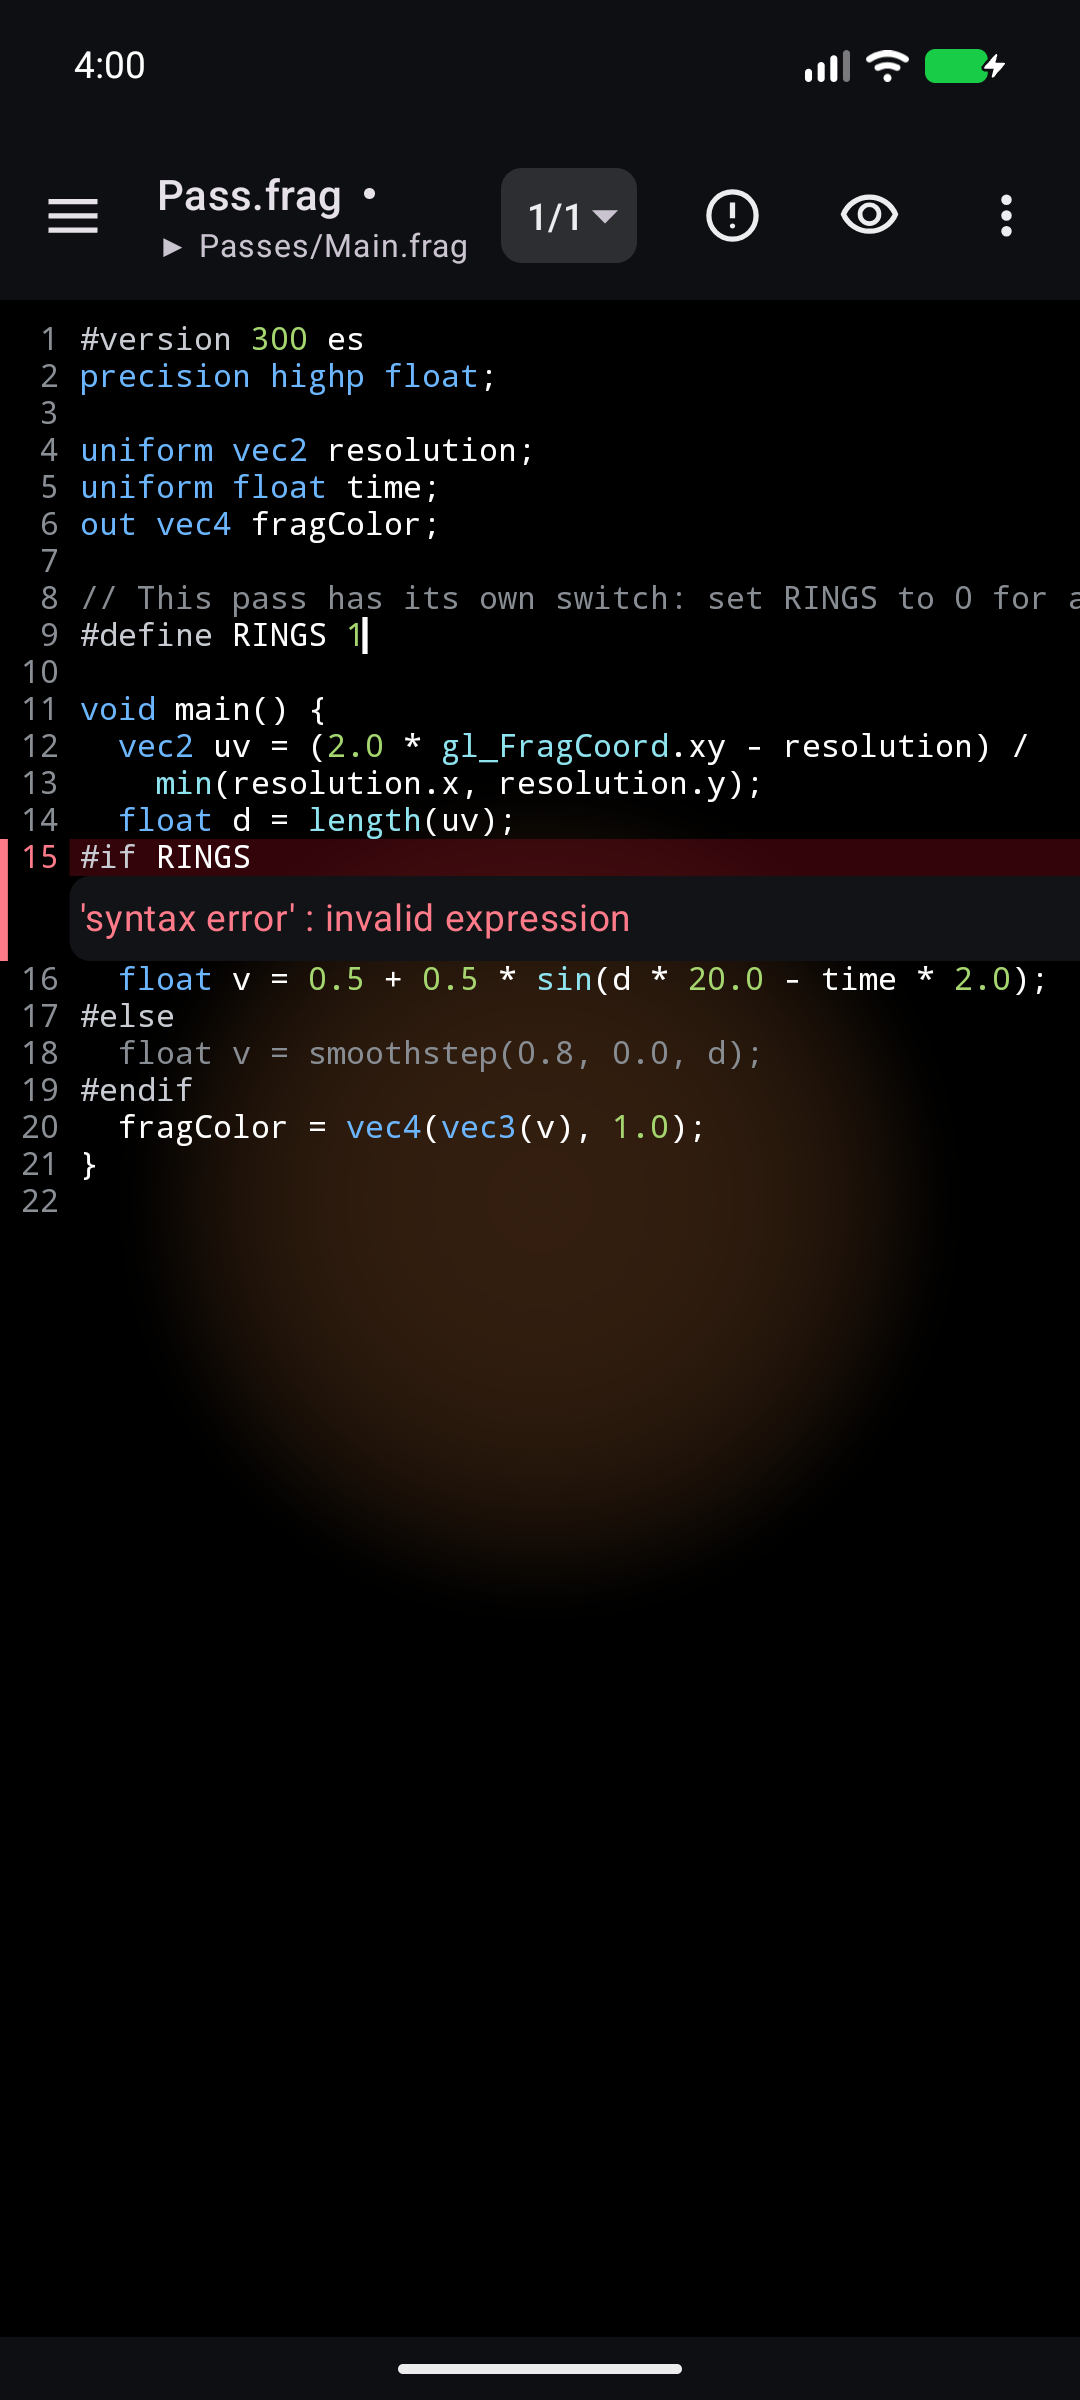 4:00
Pass.frag •
► Passes/Main.frag
1/1
1 #version 300 es
2 precision highp float;
3
4 uniform vec2 resolution;
5 uniform float time;
6 out vec4 fragColor;
7
8 // This pass has its own switch: set RINGS to 0 for a
9 #define RINGS 1
10
11 void main() {
12   vec2 uv = (2.0 * gl_FragCoord.xy - resolution) /
13     min(resolution.x, resolution.y);
14   float d = length(uv);
15 #if RINGS
'syntax error' : invalid expression
16   float v = 0.5 + 0.5 * sin(d * 20.0 - time * 2.0);
17 #else
18   float v = smoothstep(0.8, 0.0, d);
19 #endif
20   fragColor = vec4(vec3(v), 1.0);
21 }
22